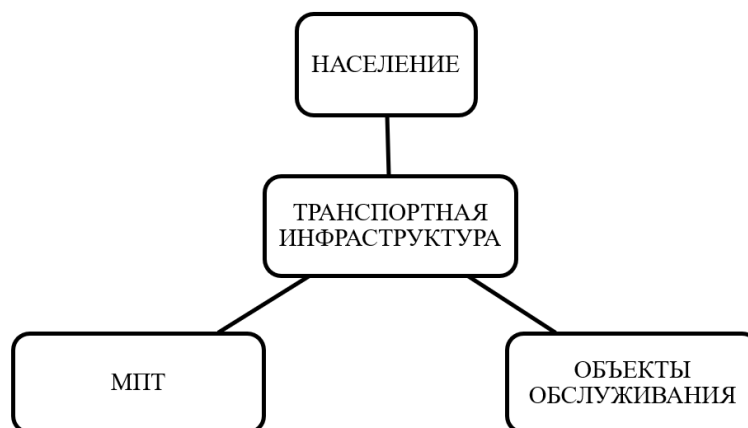 НАСЕЛЕНИЕ
ТРАНСПОРТНАЯ
ИНФРАСТРУКТУРА
МПТ
ОБЪЕКТЫ
ОБСЛУЖИВАНИЯ